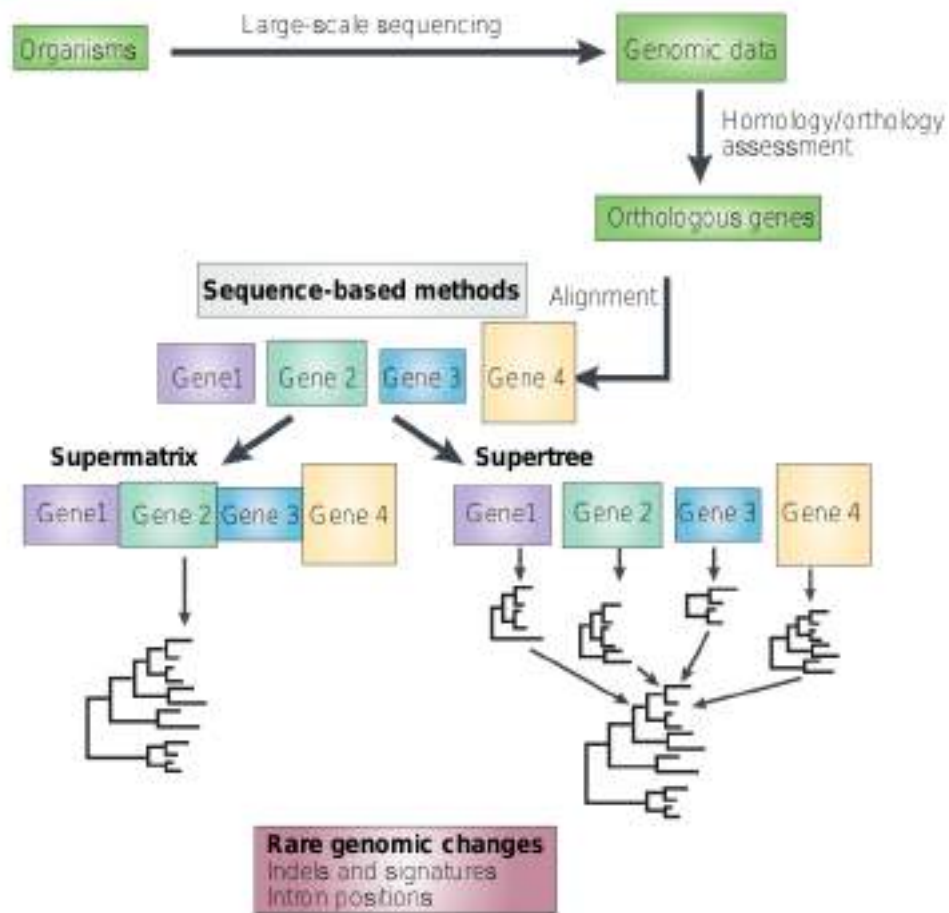 Large-scale sequencing
Organisms
Genomic data
Homology/orthology
assessment
Orthologous genes
Sequence-based methods
Alignment
Gene1
Gene 2
Gene 3
Gene 4
Supermatrix
Supertree
Gene1
Gene 2
Gene 3
Gene 4
Gene1
Gene 2
Gene 3
Gene 4
Rare genomic changes
Indels and signatures
Intron positions